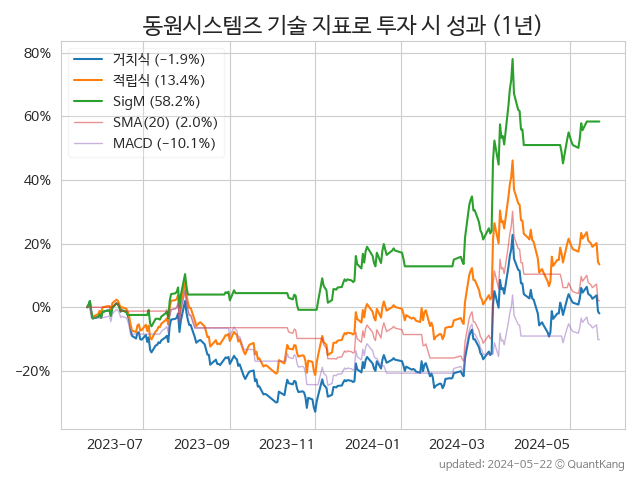 동원시스템즈 기술 지표로 투자 시 성과 (1년)
거치식 (−1.9%)
적립식 (13.4%)
SigM (58.2%)
SMA(20) (2.0%)
MACD (−10.1%)
80%
60%
40%
20%
0%
−20%
2023−07
2023−09
2023−11
2024−01
2024−03
2024−05
updated: 2024−05−22 © QuantKang